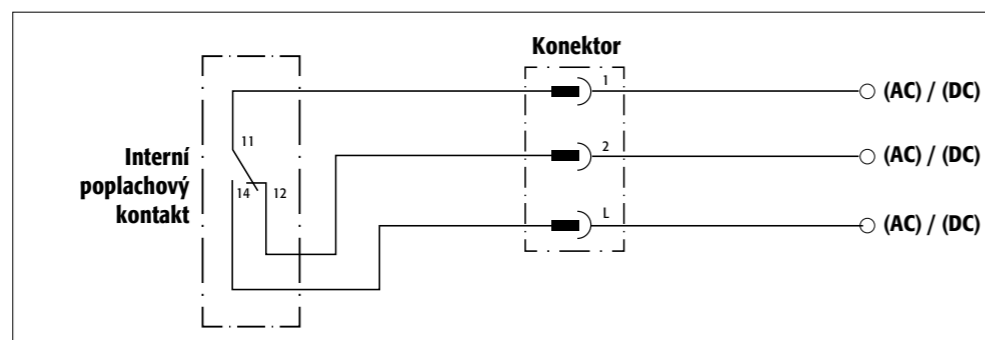 Konektor
1
(AC) / (DC)
11
Interní
poplachový
kontakt
14
12
2
(AC) / (DC)
L
(AC) / (DC)